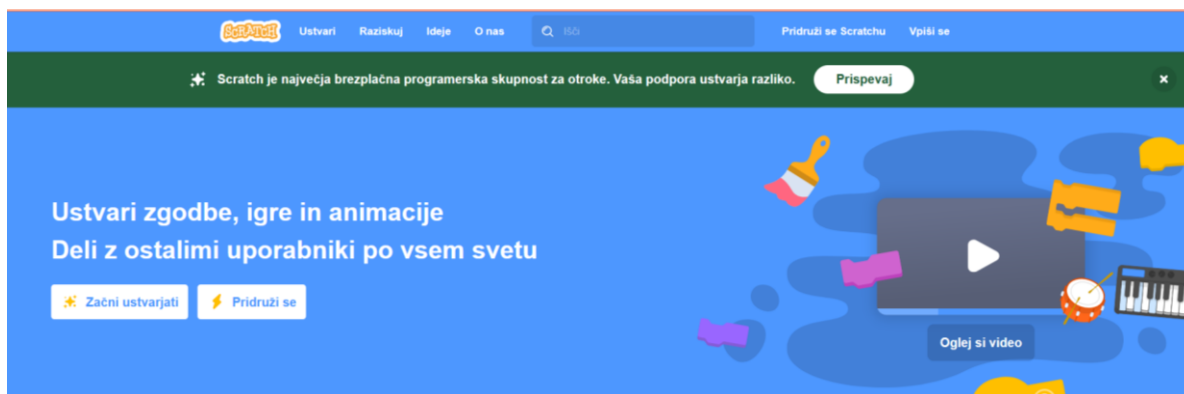 SCRATCH Ustvari Raziskuj Ideje O nas Išči Pridruži se Scratchu Vpiši se
Scratch je največja brezplačna programerska skupnost za otroke. Vaša podpora ustvarja razliko. Prispevaj
Ustvari zgodbe, igre in animacije
Deli z ostalimi uporabniki po vsem svetu
Začni ustvarjati Pridruži se
Oglej si video